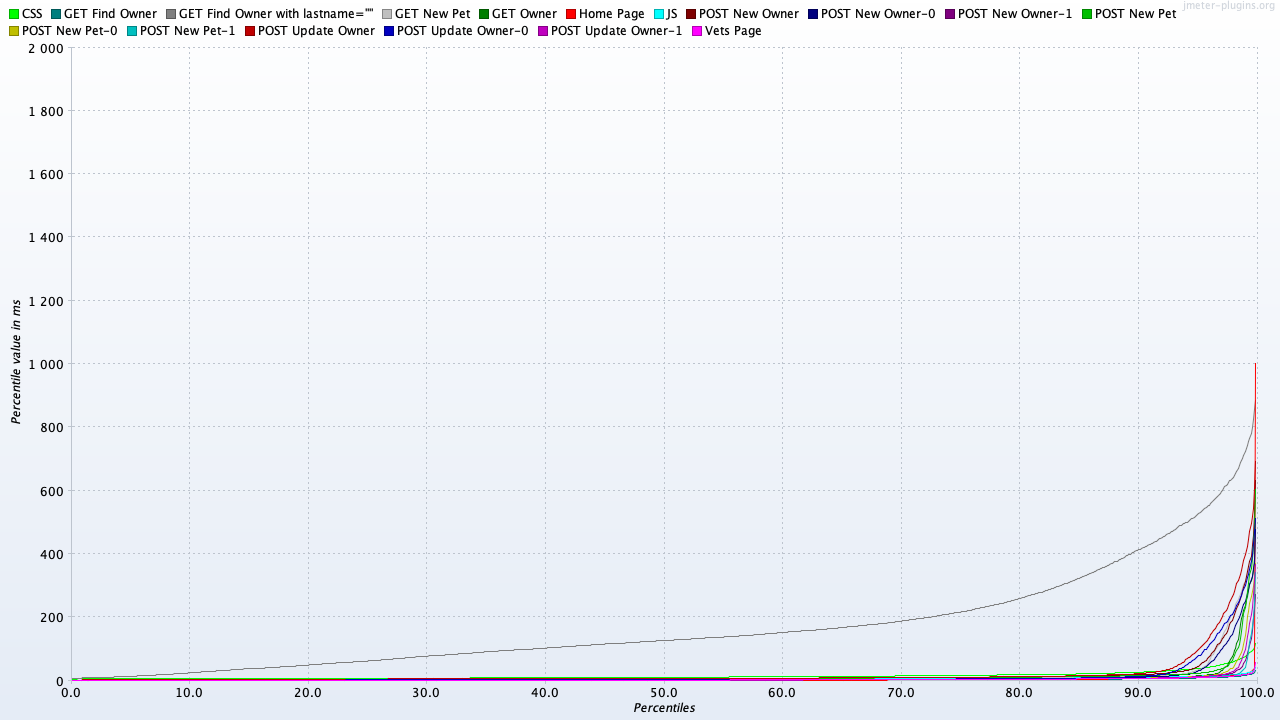 jmeter-plugins.org
CSS GET Find Owner GET Find Owner with lastname="" GET New Pet GET Owner Home Page JS POST New Owner POST New Owner-0 POST New Owner-1 POST New Pet
POST New Pet-0 POST New Pet-1 POST Update Owner POST Update Owner-0 POST Update Owner-1 Vets Page
2 000
1 800
1 600
1 400
1 200
1 000
800
600
400
200
0
Percentile value in ms
0.0 10.0 20.0 30.0 40.0 50.0 60.0 70.0 80.0 90.0 100.0
Percentiles